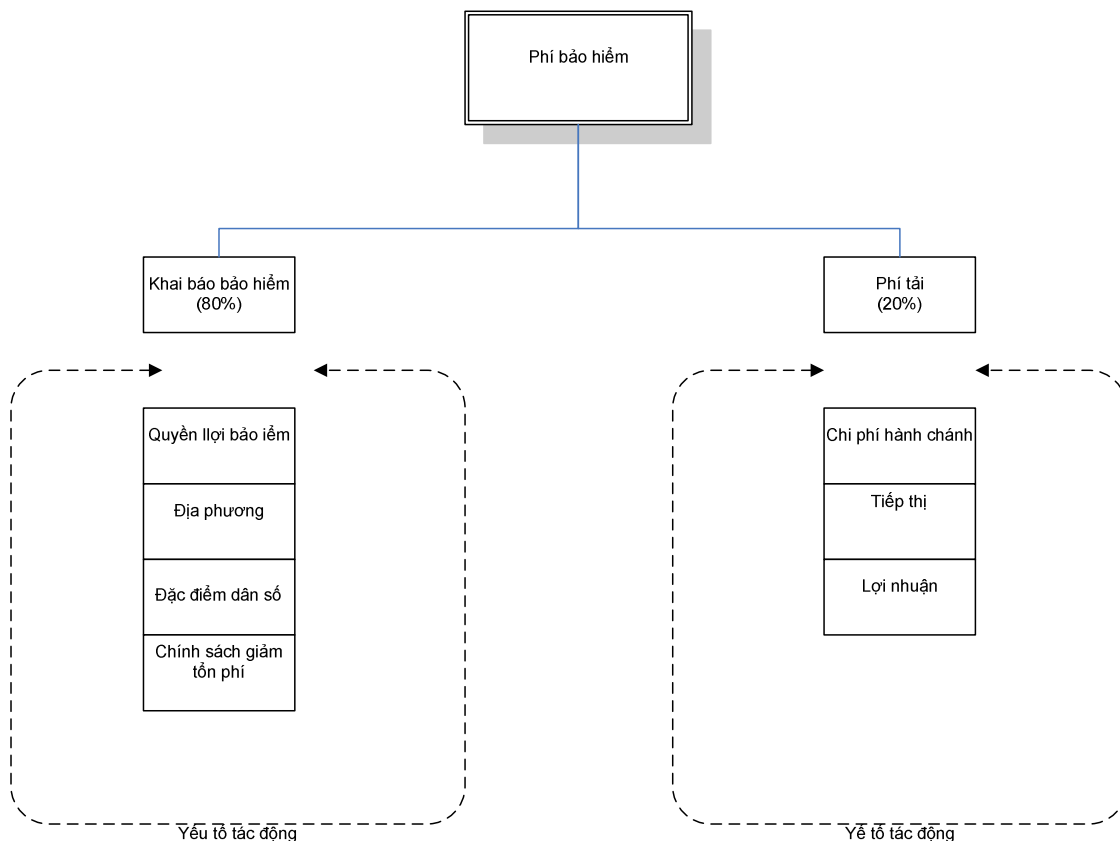 Phí bảo hiểm
Khai báo bảo hiểm
(80%)
Phí tải
(20%)
Quyền llợi bảo iểm
Địa phương
Đặc điểm dân số
Chính sách giảm
tổn phí
Yếu tố tác động
Chi phí hành chánh
Tiếp thị
Lợi nhuận
Yế tố tác động